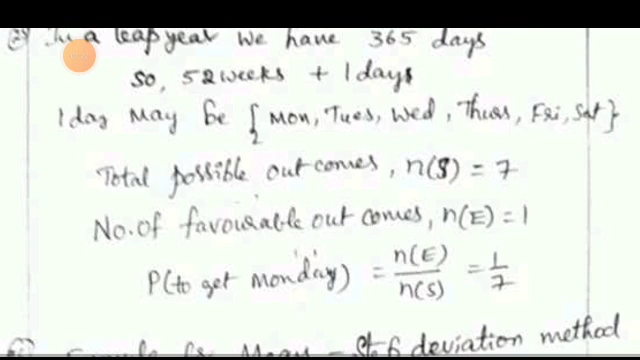 In a leap year we have 365 days
so, 52 weeks + 1 days
1 day may be { Mon, Tues, Wed, Thurs, Fri, Sat }
Total possible out comes, n(S) = 7
No. of favourable out comes, n(E) = 1
P(to get monday) = n(E)/n(S) = 1/7
Mean - Step deviation method